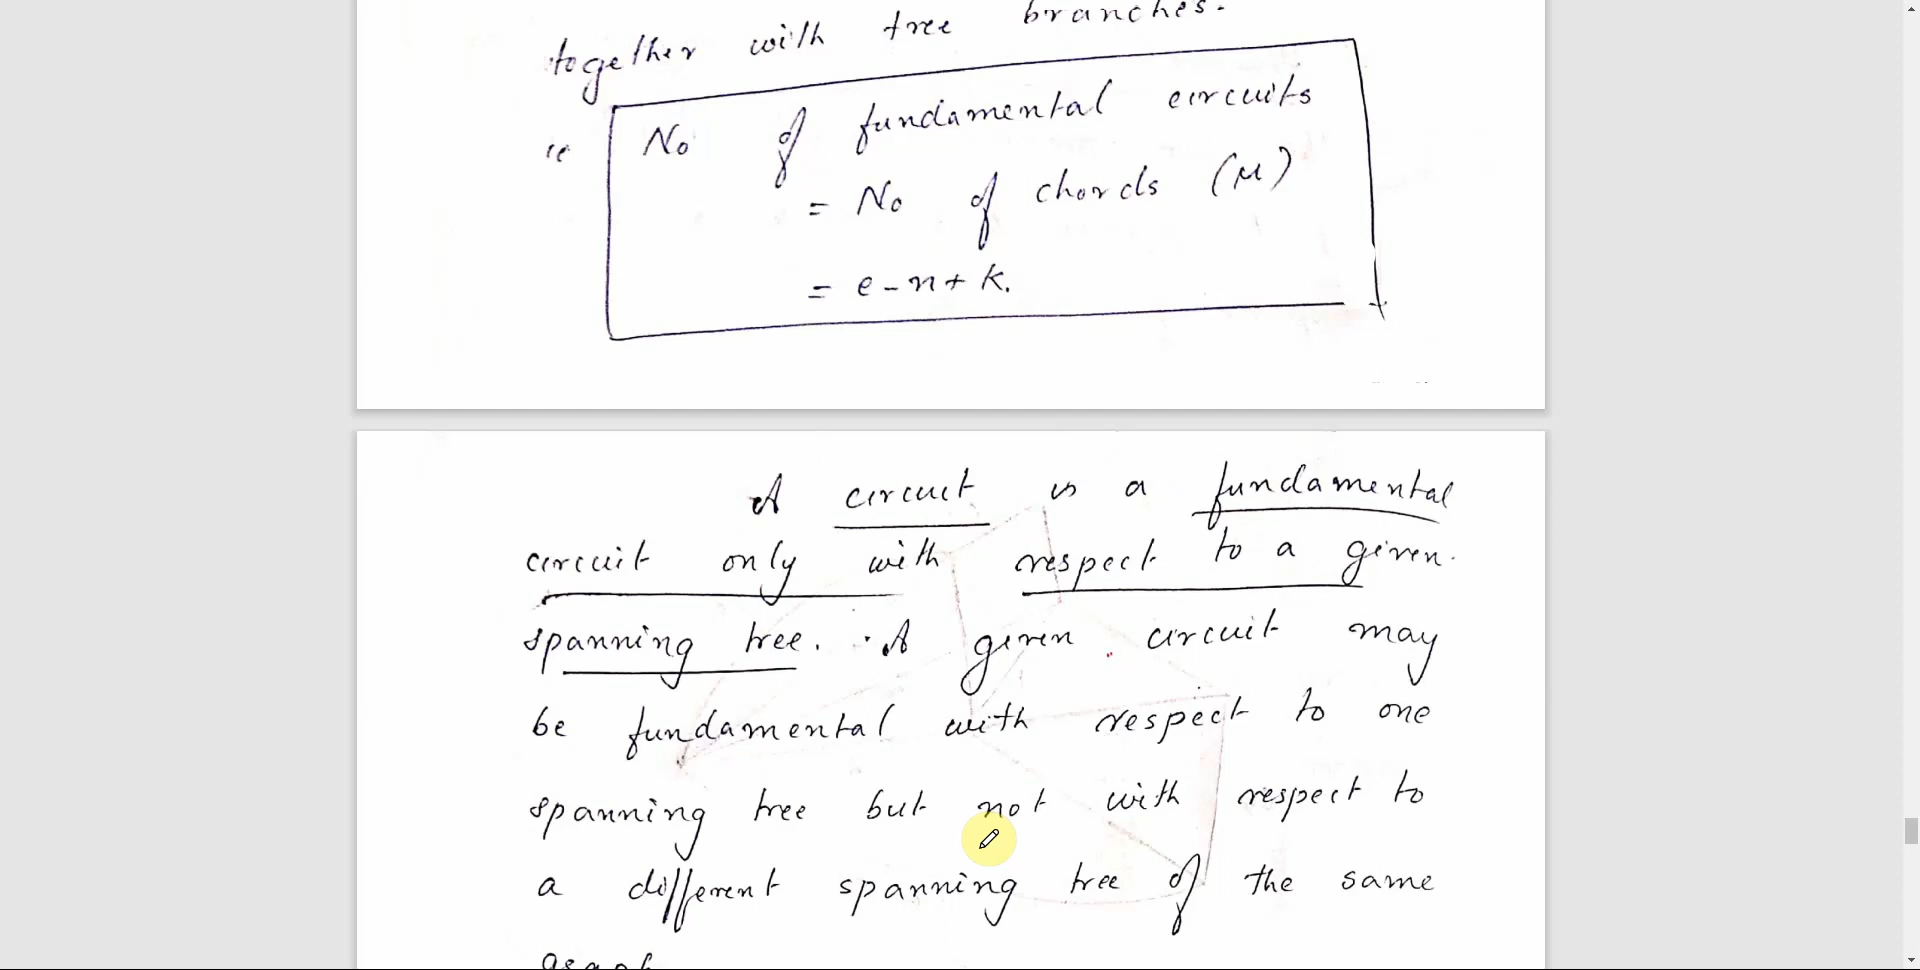 together with tree branches.
ie No of fundamental circuits
= No of chords (μ)
= e - n + k.
A circuit is a fundamental
circuit only with respect to a given
spanning tree. A given circuit may
be fundamental with respect to one
spanning tree but not with respect to
a different spanning tree of the same